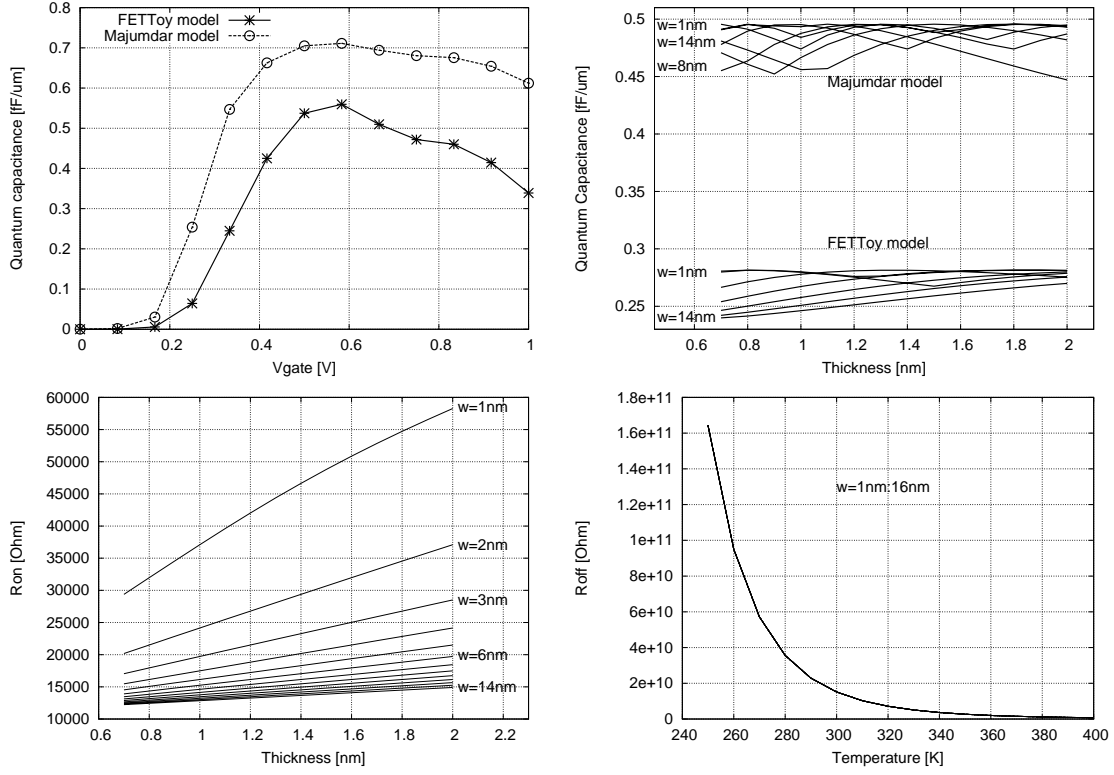 FETToy model
Majumdar model
Quantum capacitance [fF/um]
0.8
0.7
0.6
0.5
0.4
0.3
0.2
0.1
0
0 0.2 0.4 0.6 0.8 1
Vgate [V]
Quantum Capacitance [fF/um]
0.5
0.45
0.4
0.35
0.3
0.25
w=1nm
w=14nm
w=8nm
Majumdar model
FETToy model
w=1nm
w=14nm
0.6 0.8 1 1.2 1.4 1.6 1.8 2
Thickness [nm]
Ron [Ohm]
60000
55000
50000
45000
40000
35000
30000
25000
20000
15000
10000
w=1nm
w=2nm
w=3nm
w=6nm
w=14nm
0.6 0.8 1 1.2 1.4 1.6 1.8 2 2.2
Thickness [nm]
Roff [Ohm]
1.8e+11
1.6e+11
1.4e+11
1.2e+11
1e+11
8e+10
6e+10
4e+10
2e+10
0
w=1nm:16nm
240 260 280 300 320 340 360 380 400
Temperature [K]